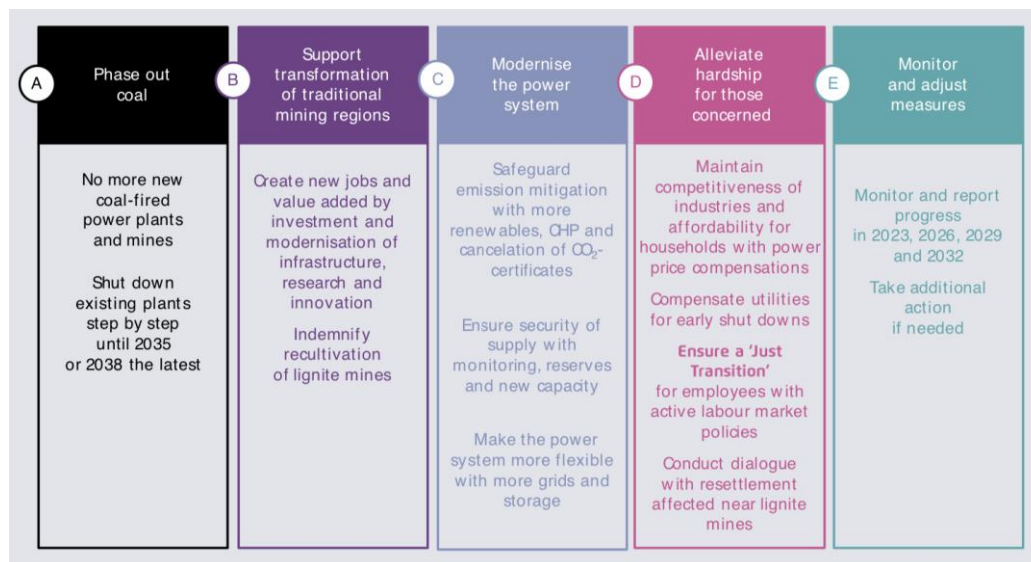 A
Phase out
coal
No more new
coal-fired
power plants
and mines
Shut down
existing plants
step by step
until 2035
or 2038 the latest
B
Support
transformation
of traditional
mining regions
Create new jobs and
value added by
investment and
modernisation of
infrastructure,
research and
innovation
Indemnify
recultivation
of lignite mines
C
Modernise
the power
system
Safeguard
emission mitigation
with more
renewables, CHP and
cancelation of CO₂-
certificates
Ensure security of
supply with
monitoring, reserves
and new capacity
Make the power
system more flexible
with more grids and
storage
D
Alleviate
hardship
for those
concerned
Maintain
competitiveness of
industries and
affordability for
households with power
price compensations
Compensate utilities
for early shut downs
Ensure a 'Just
Transition'
for employees with
active labour market
policies
Conduct dialogue
with resettlement
affected near lignite
mines
E
Monitor
and adjust
measures
Monitor and report
progress
in 2023, 2026, 2029
and 2032
Take additional
action
if needed